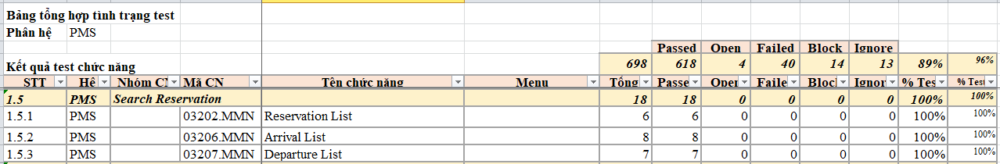 Bảng tổng hợp tình trạng test
Phân hệ PMS
Passed Open Failed Block Ignore
Kết quả test chức năng 698 618 4 40 14 13 89% 96%
STT Hệ Nhóm CN Mã CN Tên chức năng Menu Tổng Passe Open Faile Block Ignor % Test % Test
1.5 PMS Search Reservation 18 18 0 0 0 0 100% 100%
1.5.1 PMS 03202.MMN Reservation List 6 6 0 0 0 0 100% 100%
1.5.2 PMS 03206.MMN Arrival List 8 8 0 0 0 0 100% 100%
1.5.3 PMS 03207.MMN Departure List 7 7 0 0 0 0 100% 100%